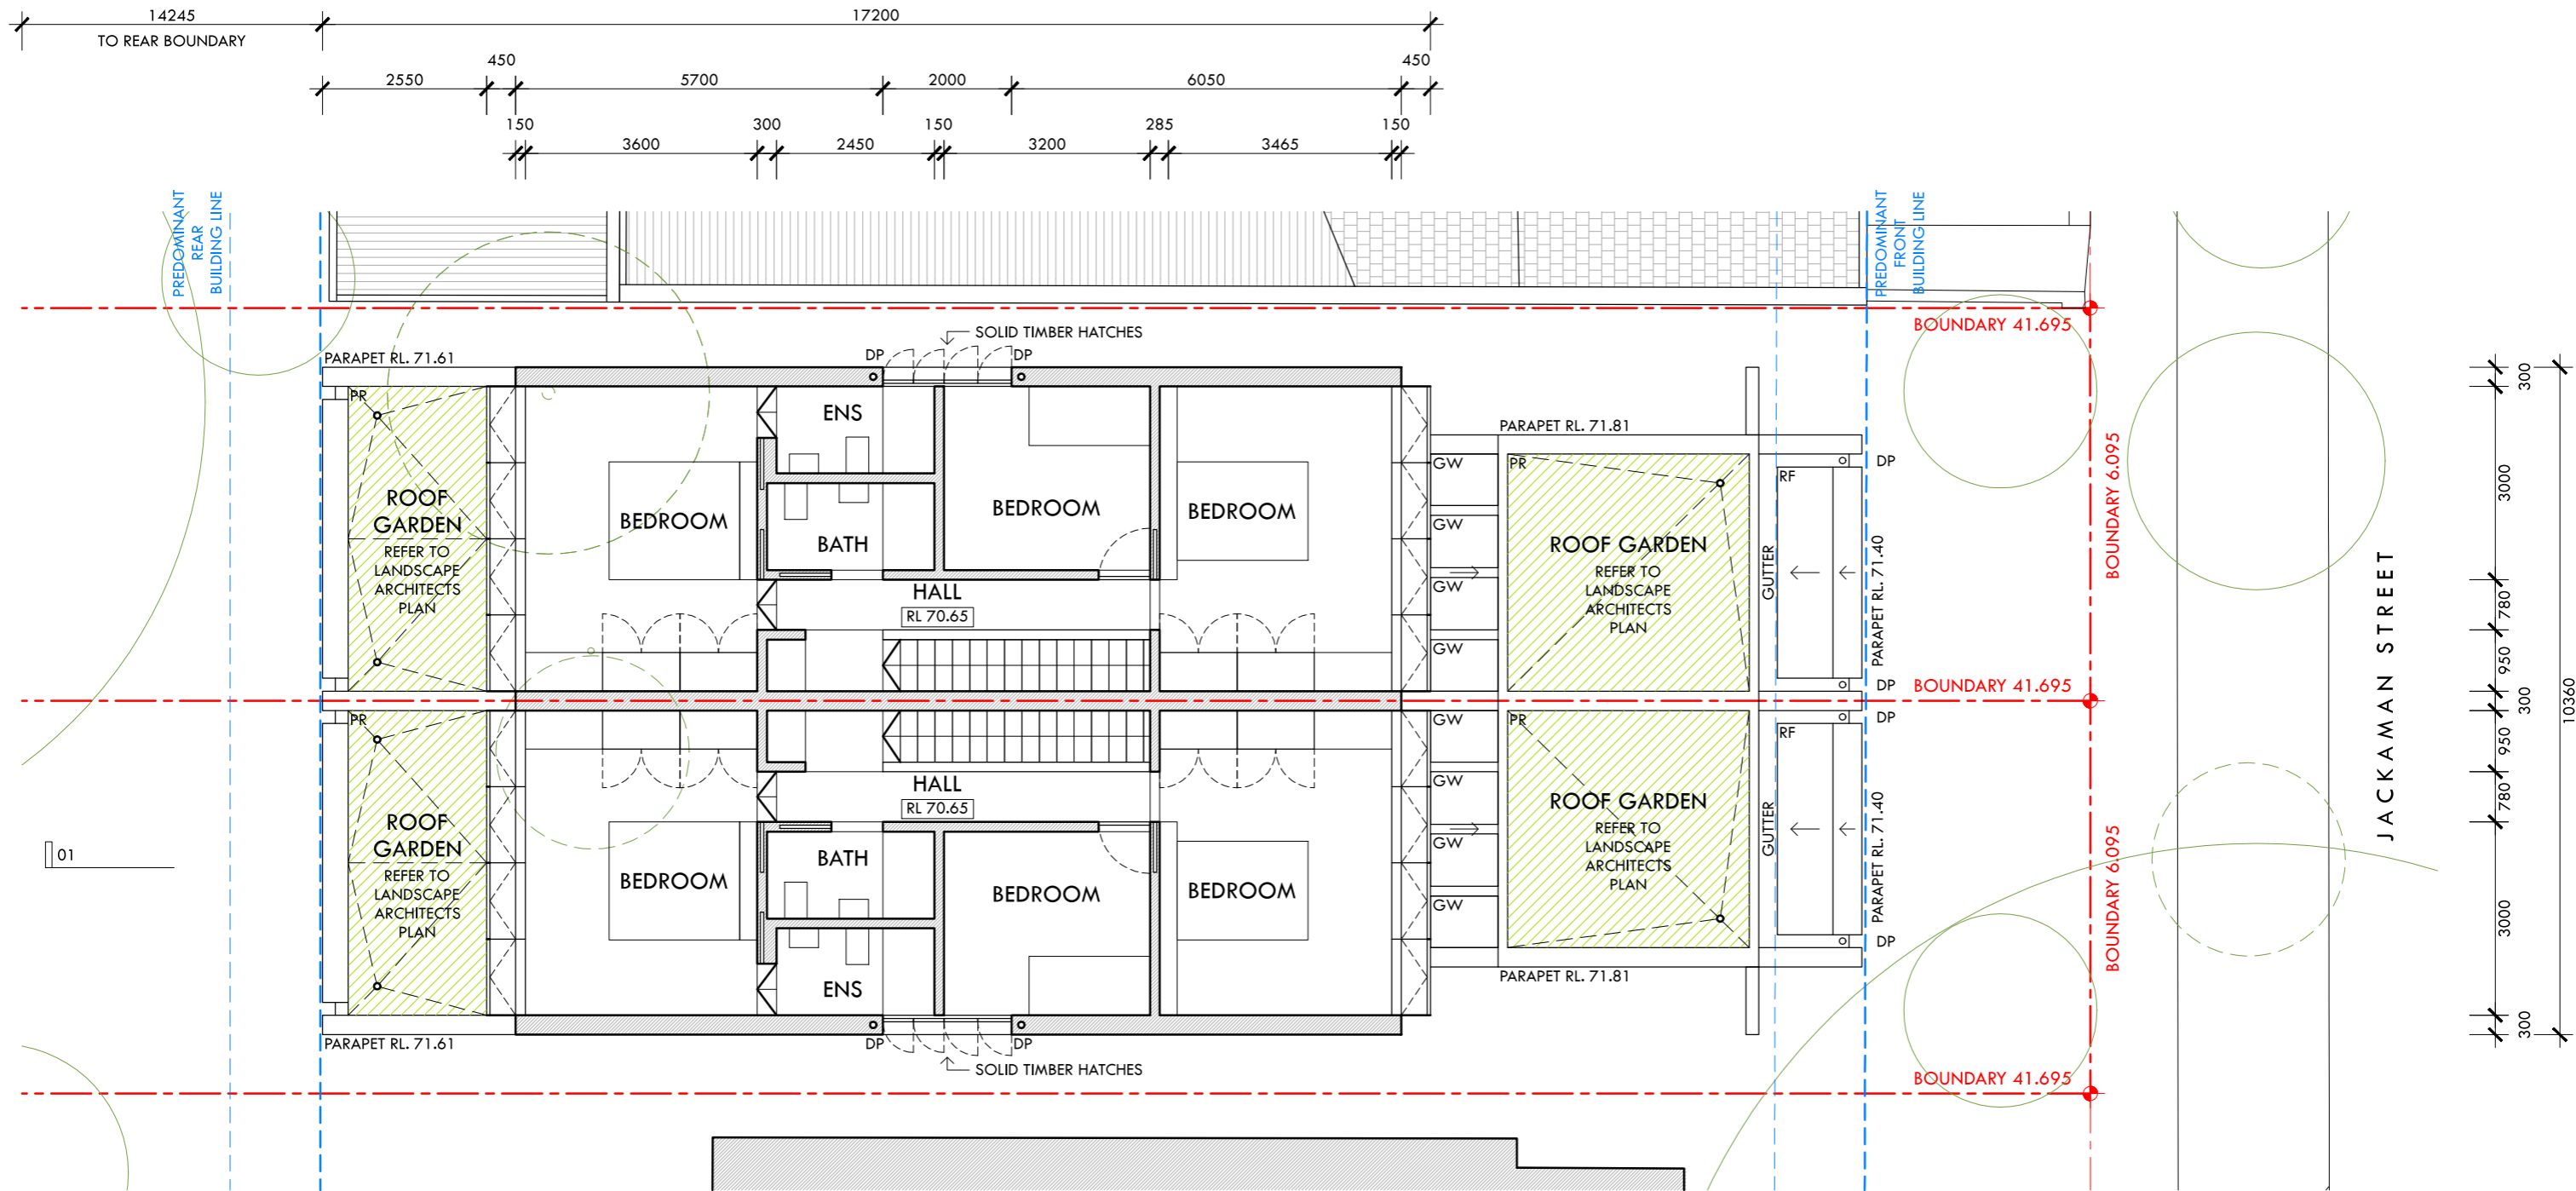 14245
17200
TO REAR BOUNDARY
450
450
2550
5700
2000
6050
150
300
150
285
150
3600
2450
3200
3465
PREDOMINANT
REAR
BUILDING LINE
PREDOMINANT
FRONT
BUILDING LINE
SOLID TIMBER HATCHES
BOUNDARY 41.695
PARAPET RL. 71.61
DP
DP
300
PR
ENS
PARAPET RL. 71.81
GW
PR
DP
RF
ROOF
GARDEN
REFER TO
LANDSCAPE
ARCHITECTS
PLAN
BEDROOM
BATH
BEDROOM
BEDROOM
GW
GW
GW
ROOF GARDEN
REFER TO
LANDSCAPE
ARCHITECTS
PLAN
GUTTER
PARAPET RL. 71.40
BOUNDARY 6.095
3000
HALL
RL 70.65
780
950
DP
BOUNDARY 41.695
300
10360
JACKAMAN STREET
PR
GW
PR
DP
RF
950
HALL
RL 70.65
GW
780
ROOF
GARDEN
REFER TO
LANDSCAPE
ARCHITECTS
PLAN
01
BATH
BEDROOM
BEDROOM
BEDROOM
GW
GW
ROOF GARDEN
REFER TO
LANDSCAPE
ARCHITECTS
PLAN
GUTTER
PARAPET RL. 71.40
BOUNDARY 6.095
3000
DP
ENS
PARAPET RL. 71.81
300
PARAPET RL. 71.61
DP
DP
SOLID TIMBER HATCHES
BOUNDARY 41.695